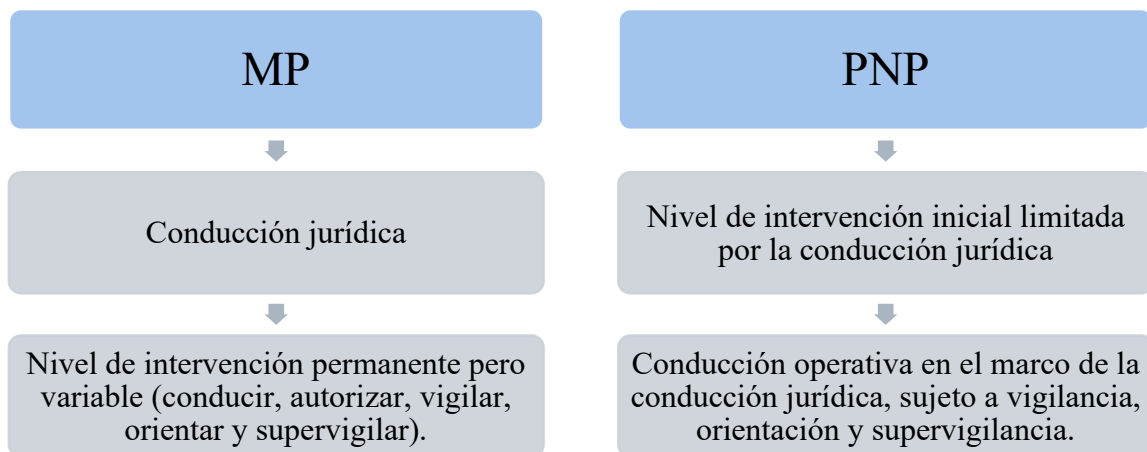 MP
Conducción jurídica
Nivel de intervención permanente pero
variable (conducir, autorizar, vigilar,
orientar y supervigilar).
PNP
Nivel de intervención inicial limitada
por la conducción jurídica
Conducción operativa en el marco de la
conducción jurídica, sujeto a vigilancia,
orientación y supervigilancia.